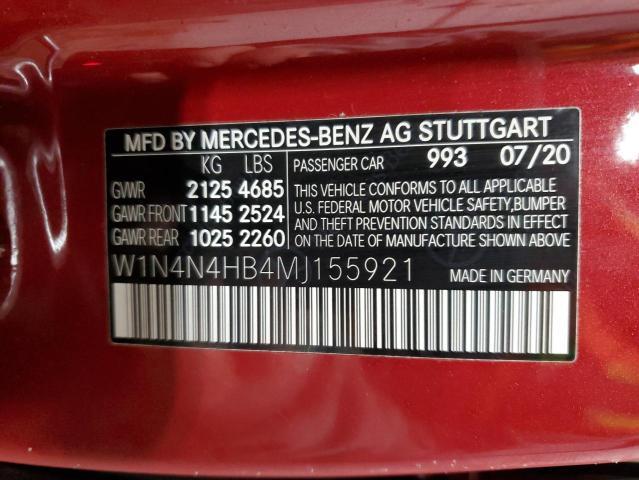 MFD BY MERCEDES-BENZ AG STUTTGART
KG LBS
PASSENGER CAR 993 07/20
GVWR 2125 4685
GAWR FRONT 1145 2524
GAWR REAR 1025 2260
THIS VEHICLE CONFORMS TO ALL APPLICABLE
U.S. FEDERAL MOTOR VEHICLE SAFETY,BUMPER
AND THEFT PREVENTION STANDARDS IN EFFECT
ON THE DATE OF MANUFACTURE SHOWN ABOVE
W1N4N4HB4MJ155921
MADE IN GERMANY